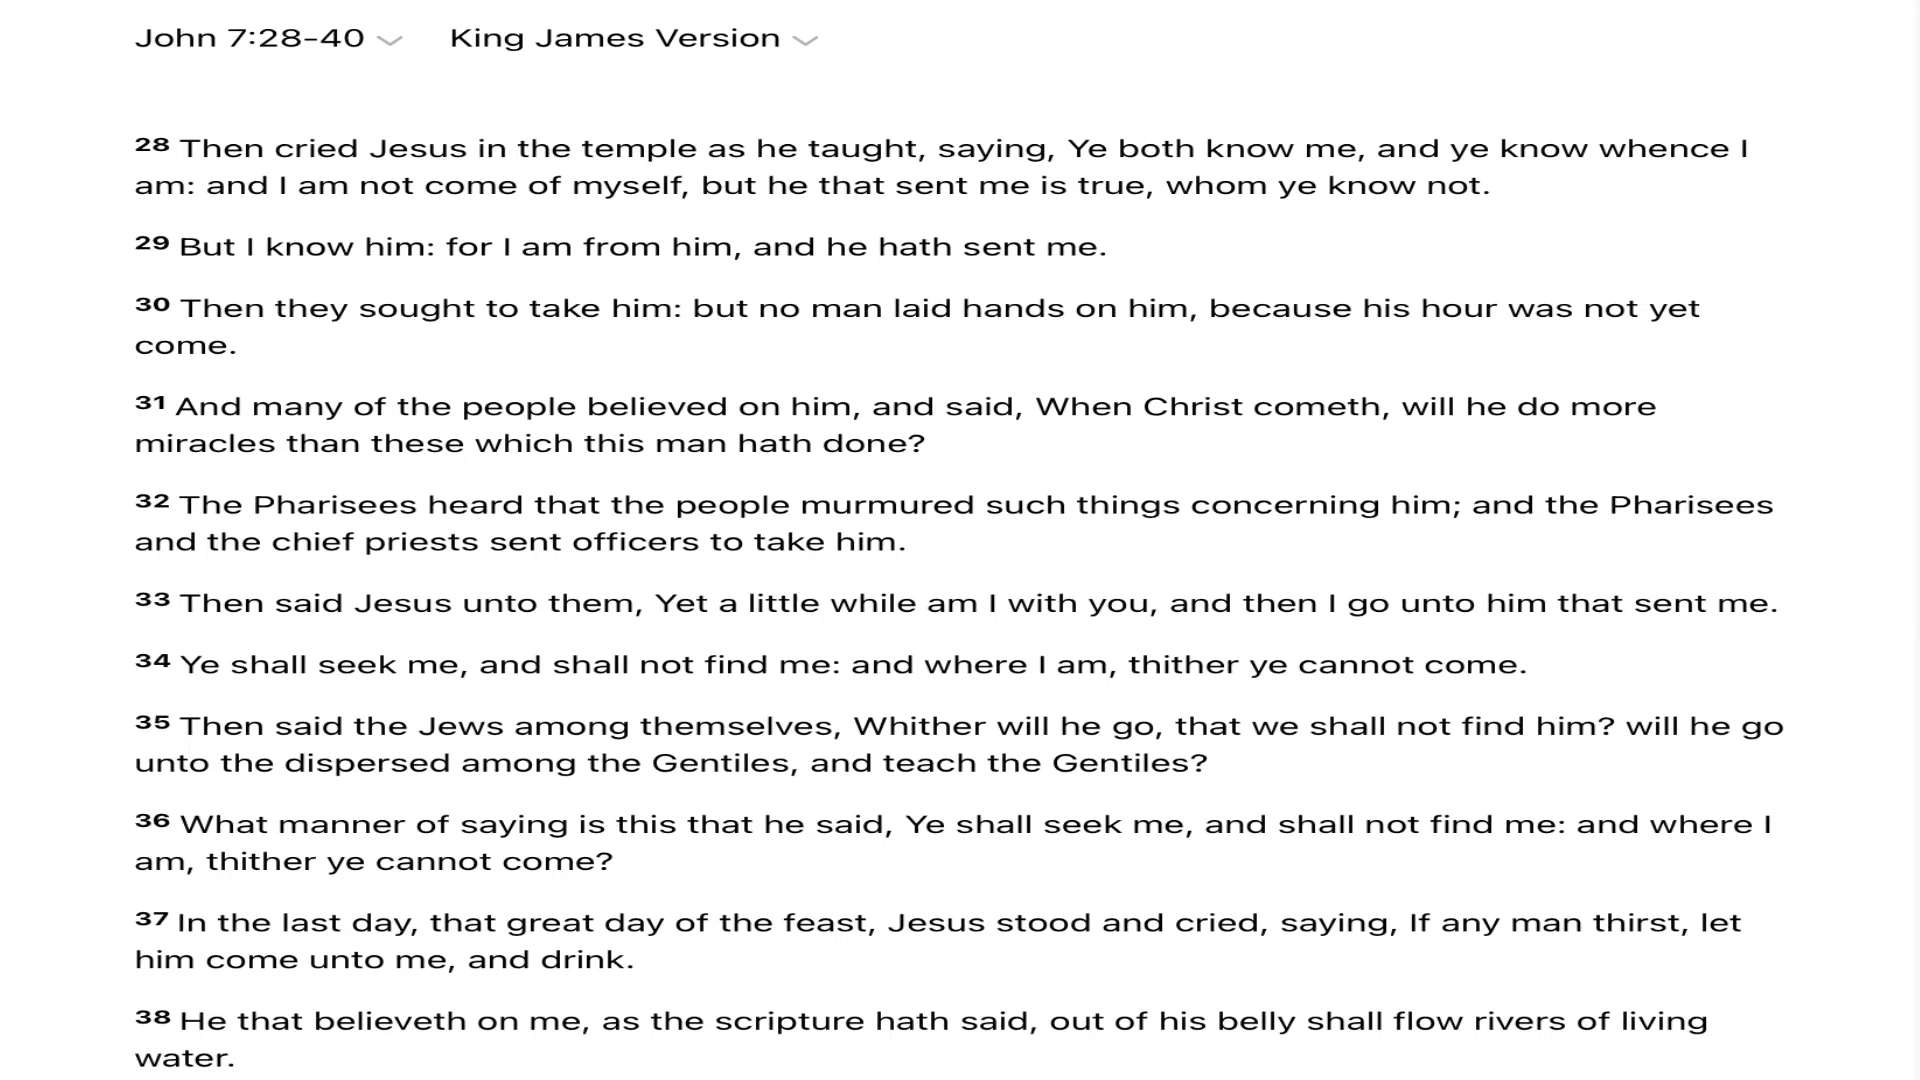 John 7:28-40 King James Version
28 Then cried Jesus in the temple as he taught, saying, Ye both know me, and ye know whence I
am: and I am not come of myself, but he that sent me is true, whom ye know not.
29 But I know him: for I am from him, and he hath sent me.
30 Then they sought to take him: but no man laid hands on him, because his hour was not yet
come.
31 And many of the people believed on him, and said, When Christ cometh, will he do more
miracles than these which this man hath done?
32 The Pharisees heard that the people murmured such things concerning him; and the Pharisees
and the chief priests sent officers to take him.
33 Then said Jesus unto them, Yet a little while am I with you, and then I go unto him that sent me.
34 Ye shall seek me, and shall not find me: and where I am, thither ye cannot come.
35 Then said the Jews among themselves, Whither will he go, that we shall not find him? will he go
unto the dispersed among the Gentiles, and teach the Gentiles?
36 What manner of saying is this that he said, Ye shall seek me, and shall not find me: and where I
am, thither ye cannot come?
37 In the last day, that great day of the feast, Jesus stood and cried, saying, If any man thirst, let
him come unto me, and drink.
38 He that believeth on me, as the scripture hath said, out of his belly shall flow rivers of living
water.